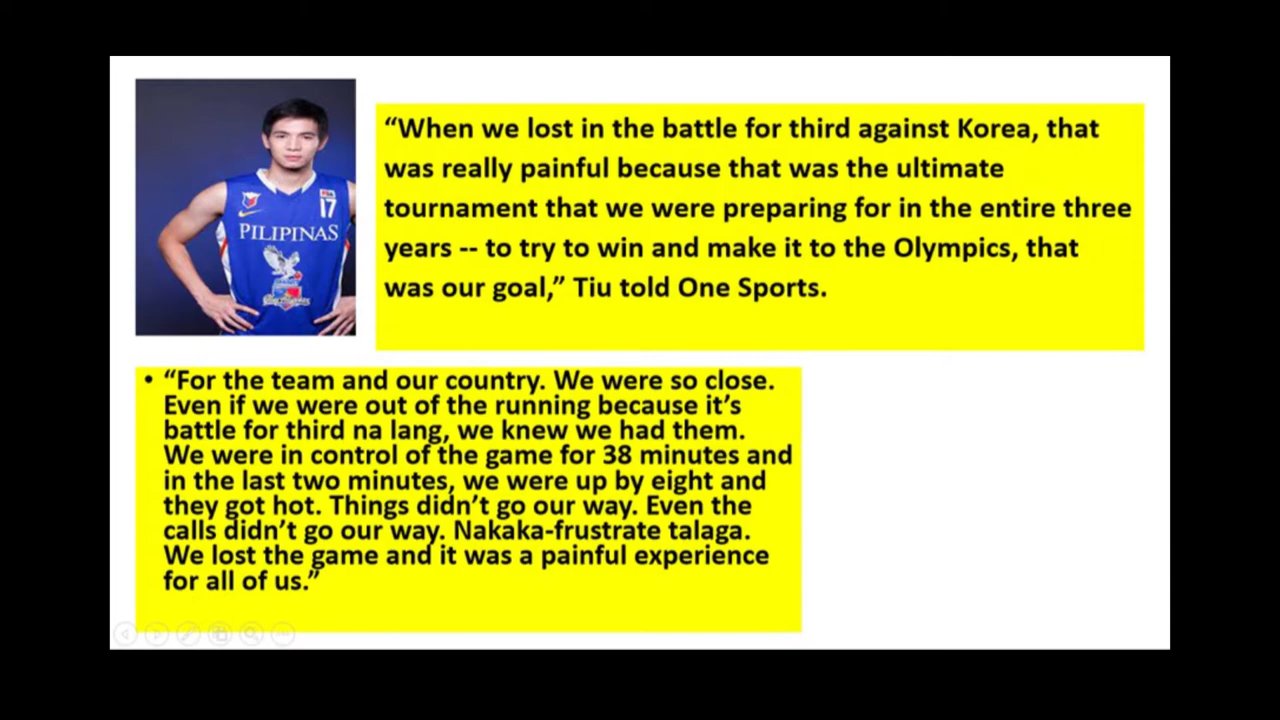 17
PILIPINAS
“When we lost in the battle for third against Korea, that
was really painful because that was the ultimate
tournament that we were preparing for in the entire three
years -- to try to win and make it to the Olympics, that
was our goal,” Tiu told One Sports.
• “For the team and our country. We were so close.
Even if we were out of the running because it’s
battle for third na lang, we knew we had them.
We were in control of the game for 38 minutes and
in the last two minutes, we were up by eight and
they got hot. Things didn’t go our way. Even the
calls didn’t go our way. Nakaka-frustrate talaga.
We lost the game and it was a painful experience
for all of us.”